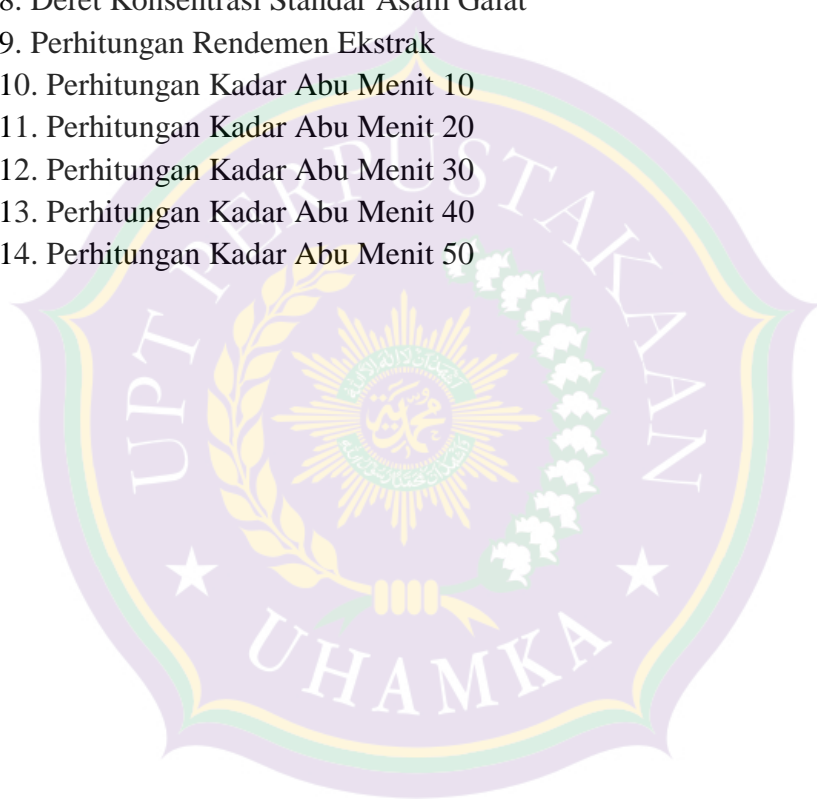 8. Deret Konsentrasi Standar Asam Galat
9. Perhitungan Rendemen Ekstrak
10. Perhitungan Kadar Abu Menit 10
11. Perhitungan Kadar Abu Menit 20
12. Perhitungan Kadar Abu Menit 30
13. Perhitungan Kadar Abu Menit 40
14. Perhitungan Kadar Abu Menit 50
UPT PERPUSTAKAAN
محمدية
UHAMKA